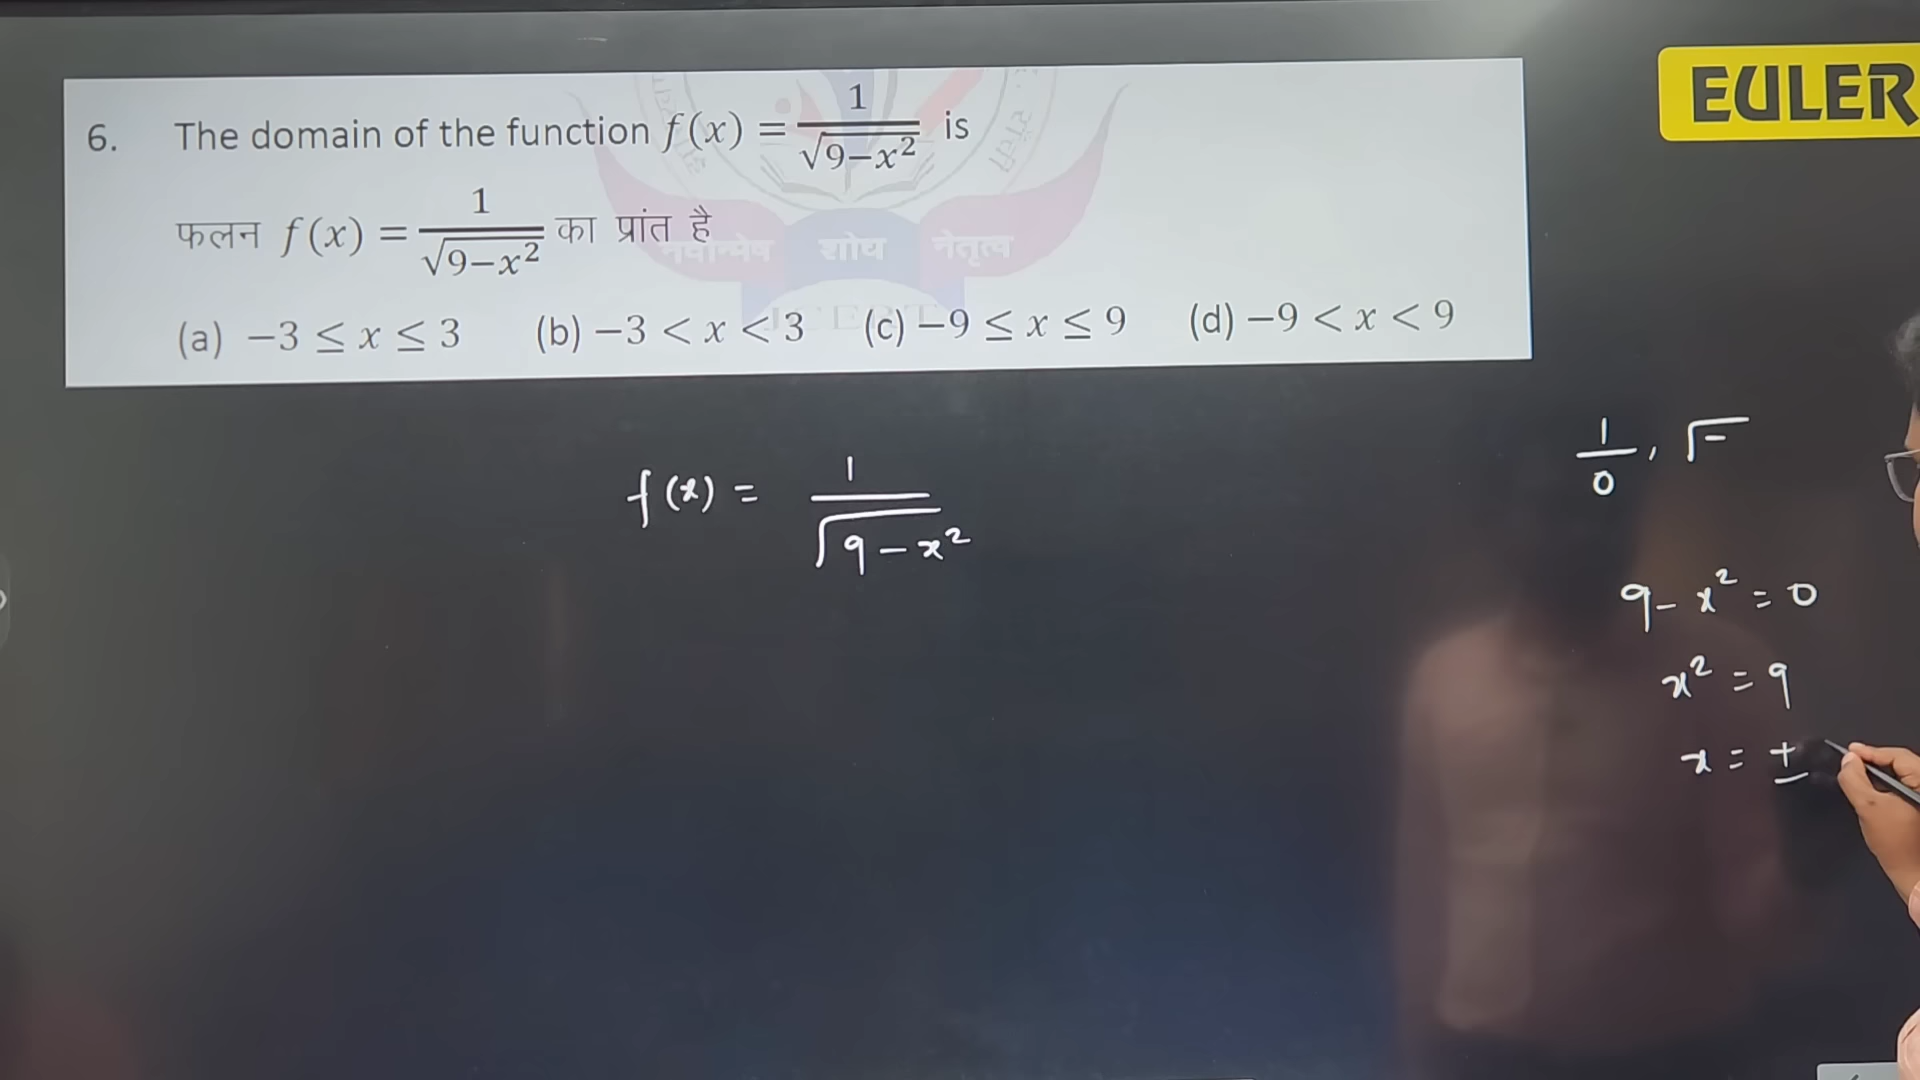 EULER
6. The domain of the function f(x) = 1/√9−x² is
फलन f(x) = 1/√9−x² का प्रांत है
नवोन्मेष शोध नेतृत्व
(a) −3 ≤ x ≤ 3 (b) −3 < x < 3 (c) −9 ≤ x ≤ 9 (d) −9 < x < 9
f(x) = 1/√9−x²
1/0, √−
9 − x² = 0
x² = 9
x = ±